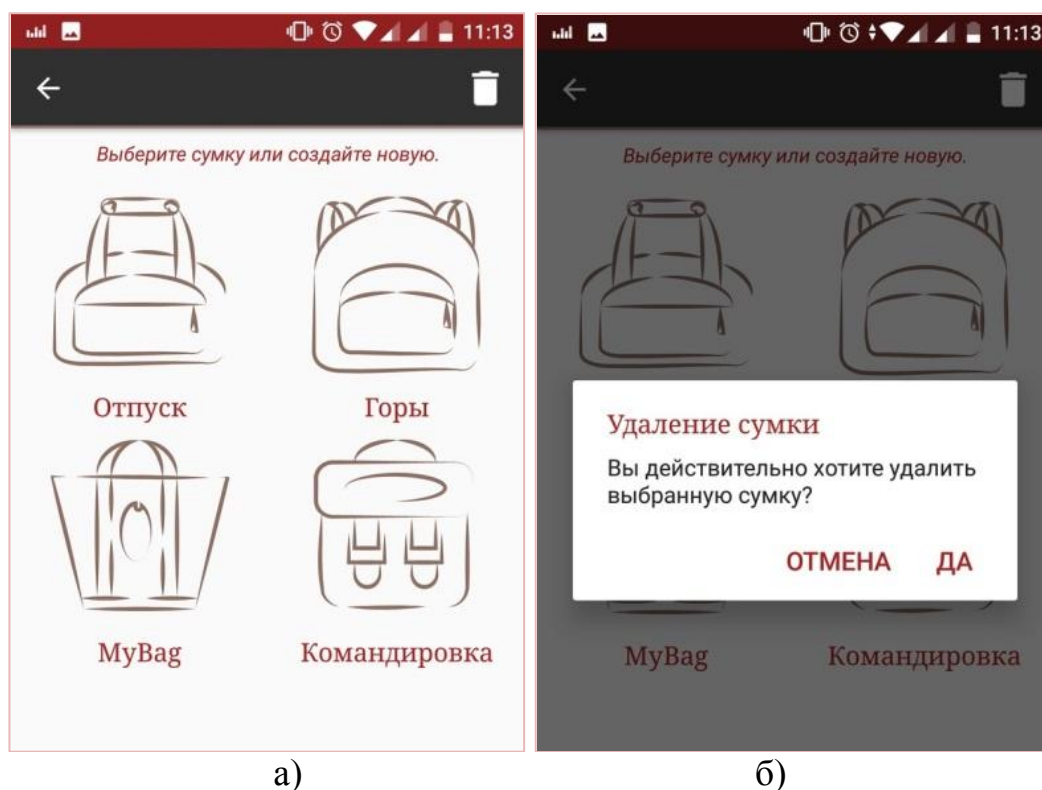 11:13
Выберите сумку или создайте новую.
Отпуск
Горы
MyBag
Командировка
а)
11:13
Выберите сумку или создайте новую.
Удаление сумки
Вы действительно хотите удалить
выбранную сумку?
ОТМЕНА ДА
MyBag
Командировка
б)